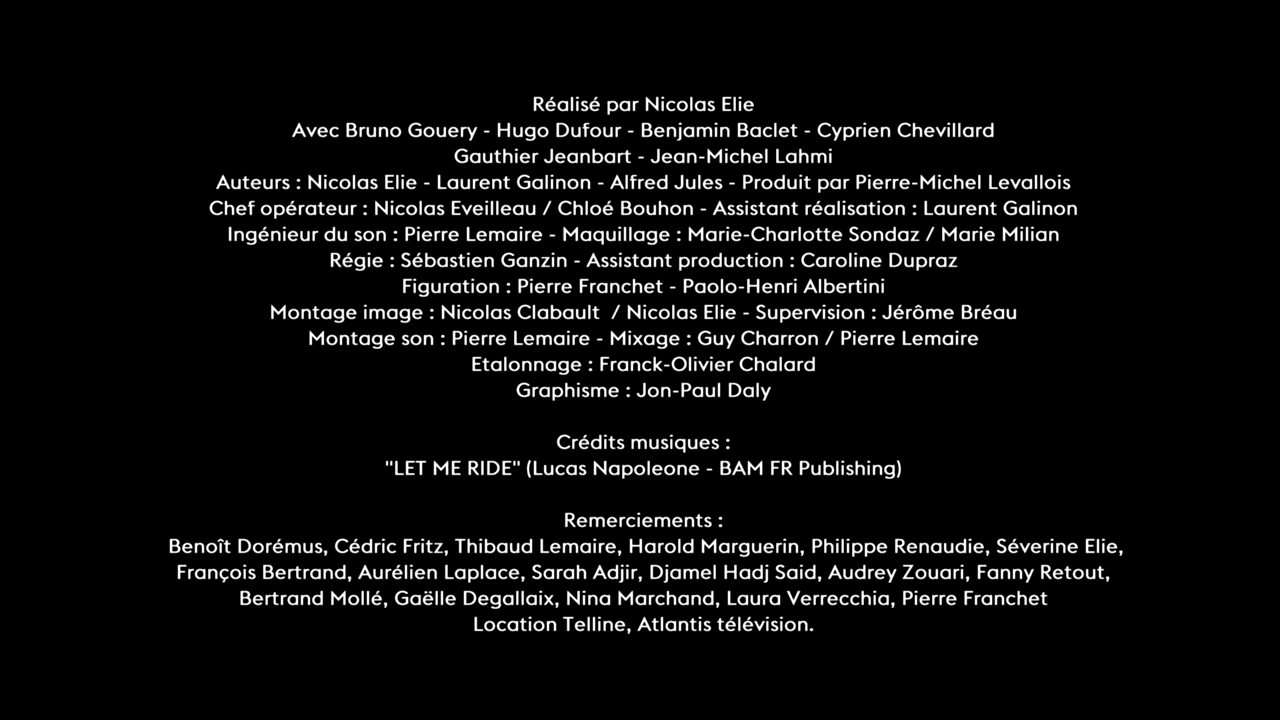 Réalisé par Nicolas Elie
Avec Bruno Gouery - Hugo Dufour - Benjamin Baclet - Cyprien Chevillard
Gauthier Jeanbart - Jean-Michel Lahmi
Auteurs : Nicolas Elie - Laurent Galinon - Alfred Jules - Produit par Pierre-Michel Levallois
Chef opérateur : Nicolas Eveilleau / Chloé Bouhon - Assistant réalisation : Laurent Galinon
Ingénieur du son : Pierre Lemaire - Maquillage : Marie-Charlotte Sondaz / Marie Milian
Régie : Sébastien Ganzin - Assistant production : Caroline Dupraz
Figuration : Pierre Franchet - Paolo-Henri Albertini
Montage image : Nicolas Clabault  / Nicolas Elie - Supervision : Jérôme Bréau
Montage son : Pierre Lemaire - Mixage : Guy Charron / Pierre Lemaire
Etalonnage : Franck-Olivier Chalard
Graphisme : Jon-Paul Daly
Crédits musiques :
"LET ME RIDE" (Lucas Napoleone - BAM FR Publishing)
Remerciements :
Benoît Dorémus, Cédric Fritz, Thibaud Lemaire, Harold Marguerin, Philippe Renaudie, Séverine Elie,
François Bertrand, Aurélien Laplace, Sarah Adjir, Djamel Hadj Said, Audrey Zouari, Fanny Retout,
Bertrand Mollé, Gaëlle Degallaix, Nina Marchand, Laura Verrecchia, Pierre Franchet
Location Telline, Atlantis télévision.